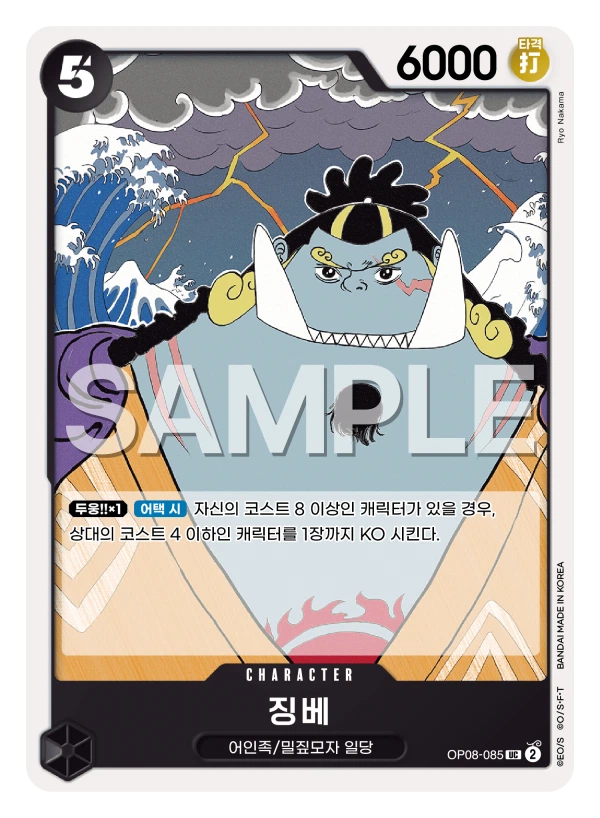 5
6000
타격
打
Ryo Nakama
SAMPLE
두웅!!×1 어택 시 자신의 코스트 8 이상인 캐릭터가 있을 경우,
상대의 코스트 4 이하인 캐릭터를 1장까지 KO 시킨다.
CHARACTER
징베
어인족/밀짚모자 일당
OP08-085 UC 2
©EO/S ©O/S·F·T BANDAI MADE IN KOREA